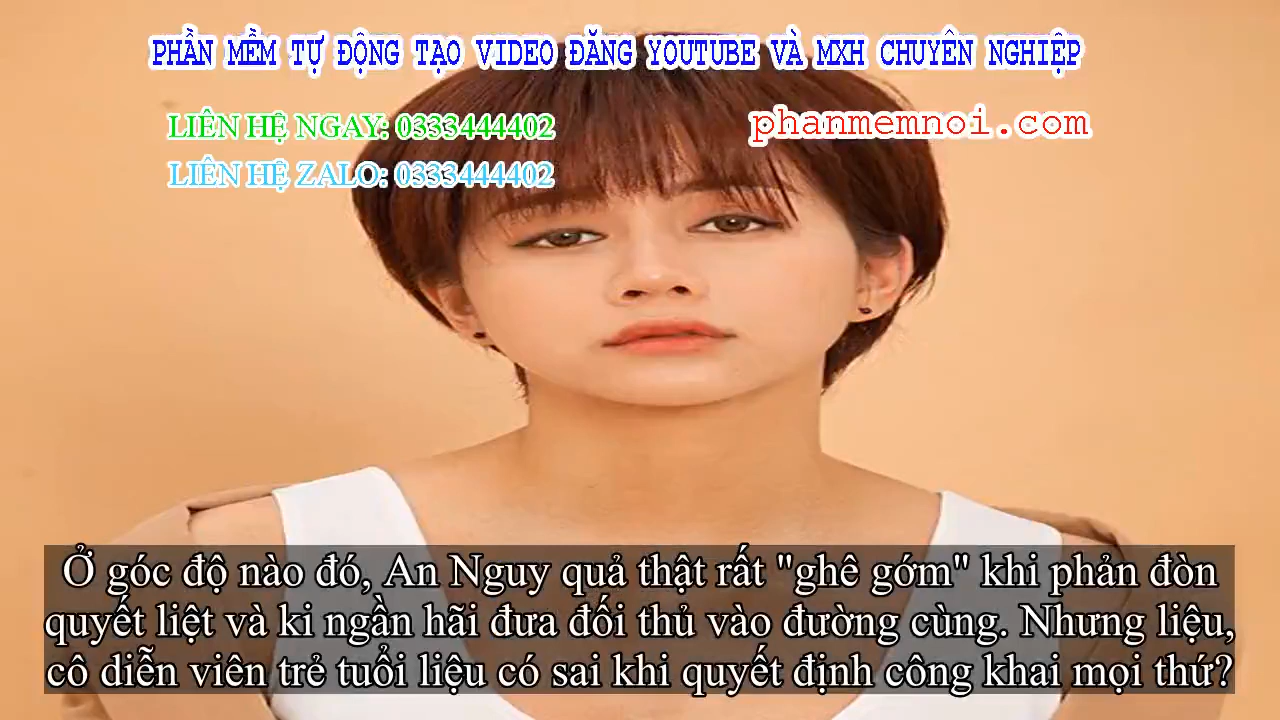 PHẦN MỀM TỰ ĐỘNG TẠO VIDEO ĐĂNG YOUTUBE VÀ MXH CHUYÊN NGHIỆP
LIÊN HỆ NGAY: 0333444402
phanmemnoi.com
LIÊN HỆ ZALO: 0333444402
Ở góc độ nào đó, An Nguy quả thật rất "ghê gớm" khi phản đòn
quyết liệt và ki ngần hãi đưa đối thủ vào đường cùng. Nhưng liệu,
cô diễn viên trẻ tuổi liệu có sai khi quyết định công khai mọi thứ?